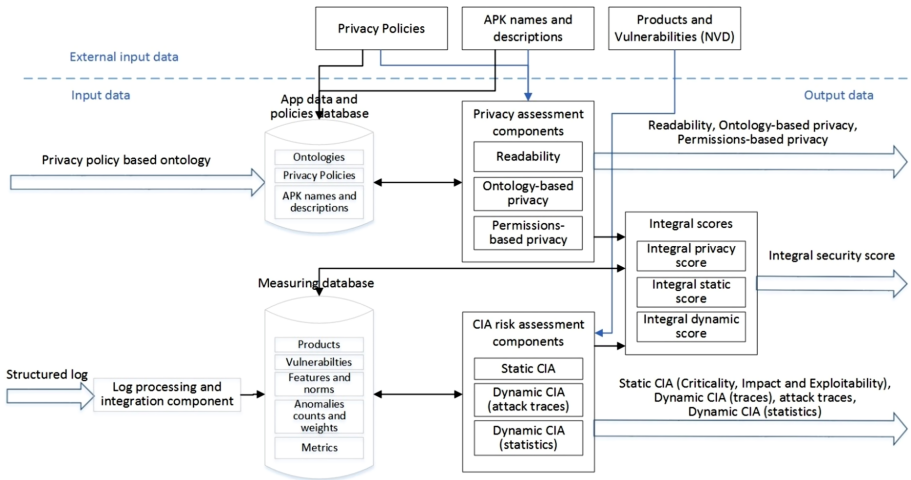 Privacy Policies
APK names and
descriptions
Products and
Vulnerabilities (NVD)
External input data
Input data
Output data
App data and
policies database
Ontologies
Privacy Policies
APK names and
descriptions
Privacy policy based ontology
Privacy assessment
components
Readability
Ontology-based
privacy
Permissions-
based privacy
Readability, Ontology-based privacy,
Permissions-based privacy
Integral scores
Integral privacy
score
Integral static
score
Integral dynamic
score
Integral security score
Measuring database
Products
Vulnerabilties
Features and
norms
Anomalies
counts and
weights
Metrics
Structured log
Log processing and
integration component
CIA risk assessment
components
Static CIA
Dynamic CIA
(attack traces)
Dynamic CIA
(statistics)
Static CIA (Criticality, Impact and Exploitability),
Dynamic CIA (traces), attack traces,
Dynamic CIA (statistics)